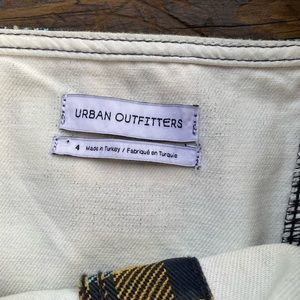 URBAN OUTFITTERS
4 Made in Turkey / Fabriqué en Turquie